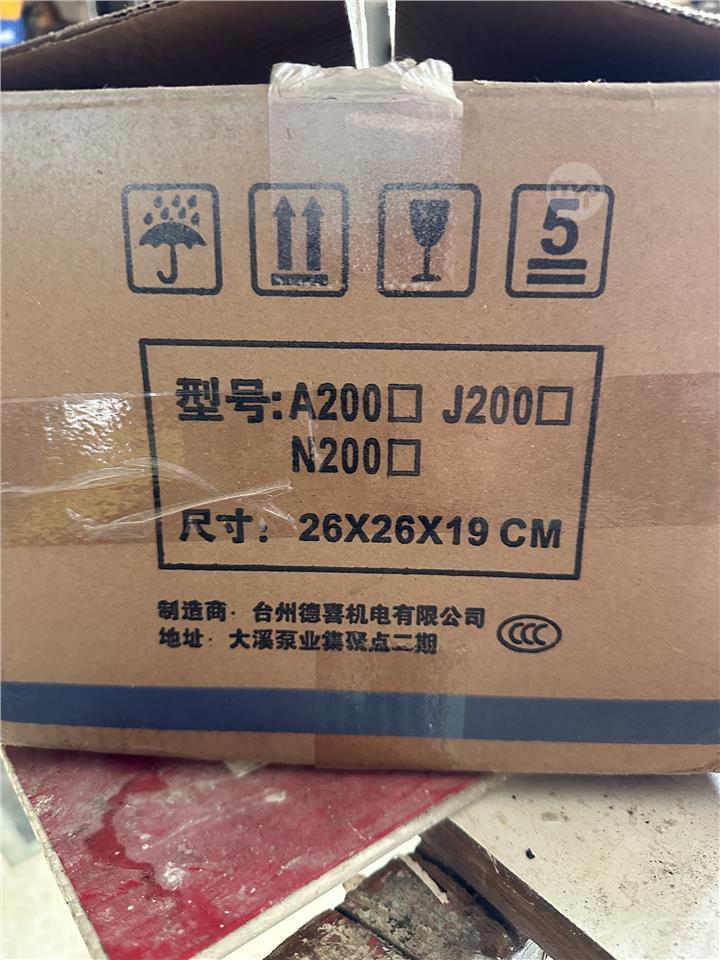 5
型号:A200□ J200□
N200□
尺寸: 26X26X19 CM
制造商: 台州德喜机电有限公司
地址: 大溪泵业集聚点二期
CCC